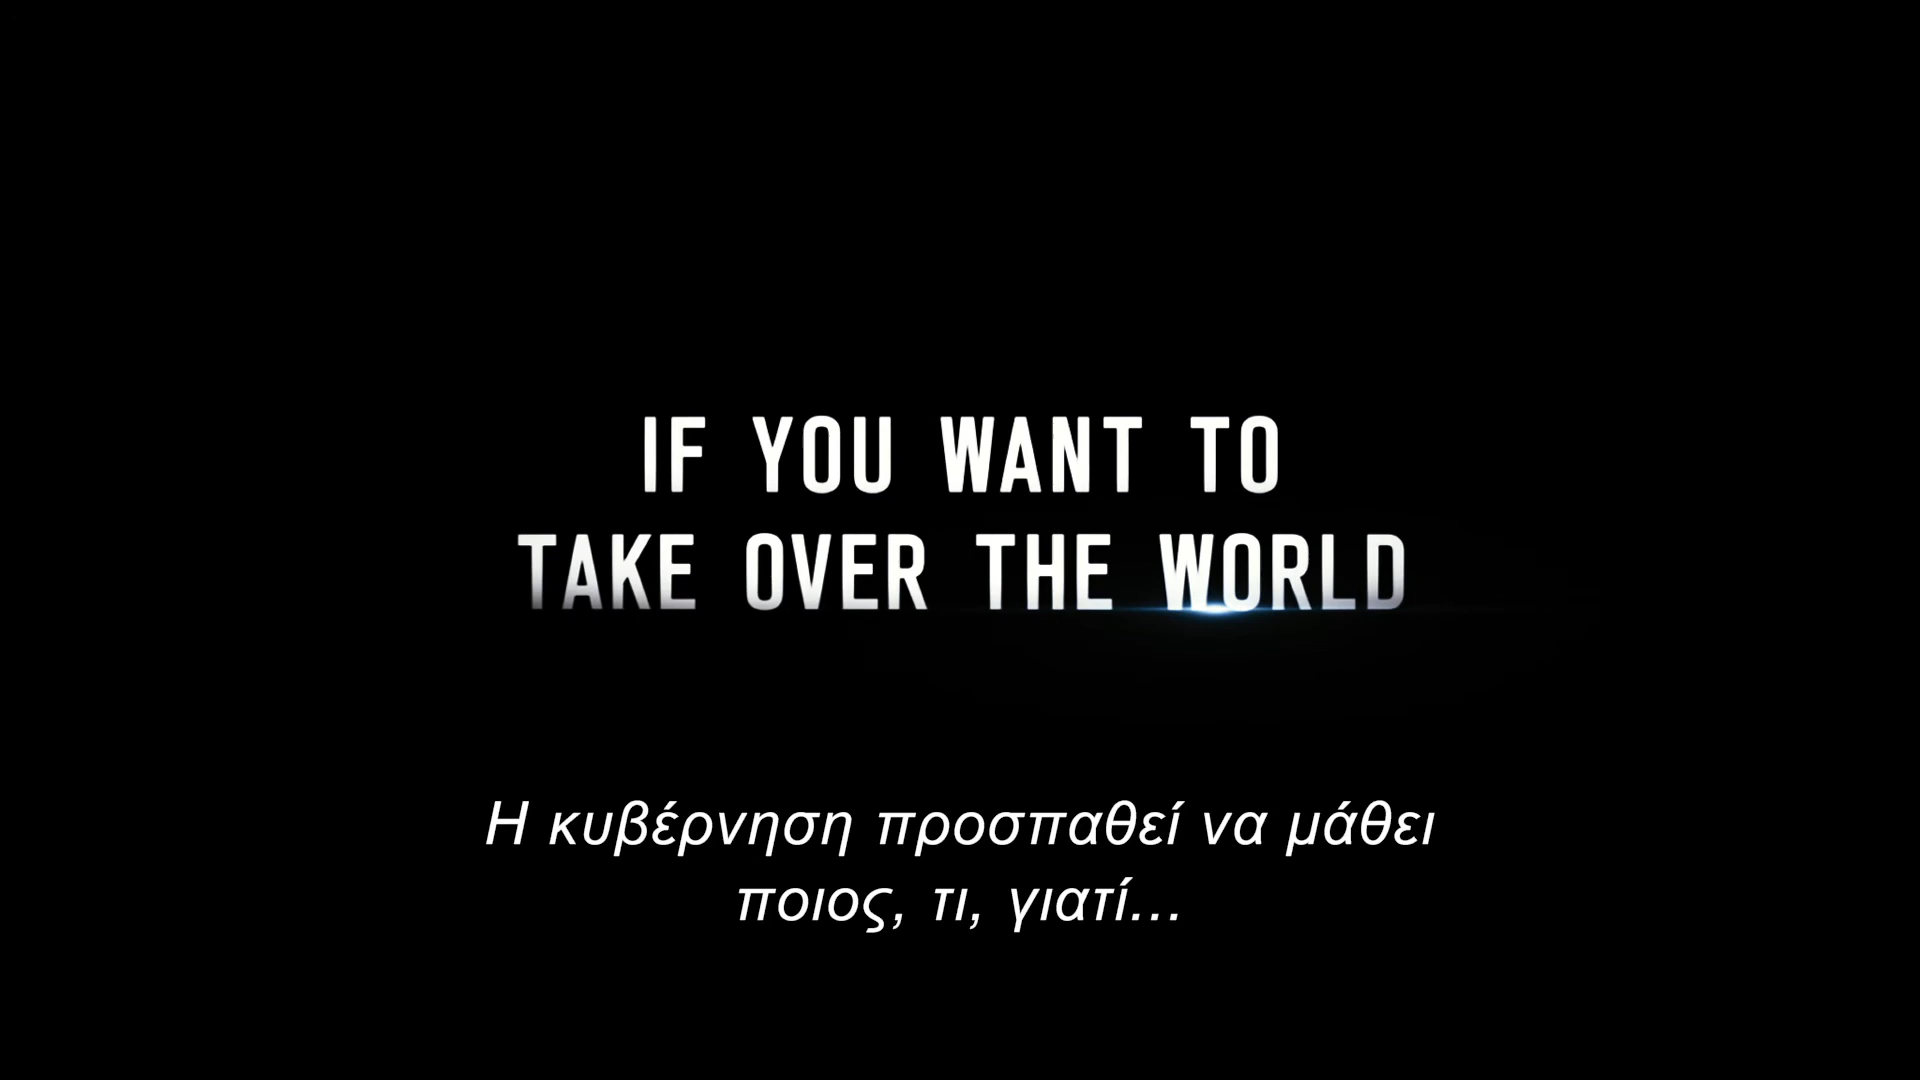 IF YOU WANT TO
TAKE OVER THE WORLD
Η κυβέρνηση προσπαθεί να μάθει
ποιος, τι, γιατί...